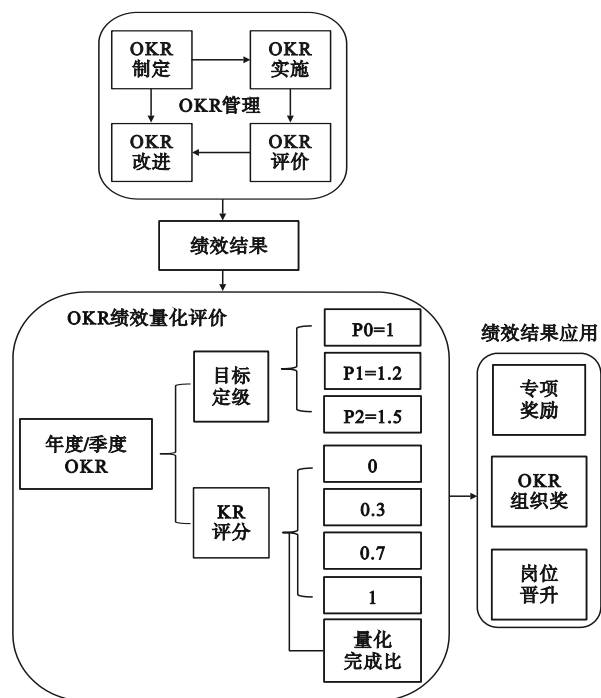 OKR
制定
OKR
实施
OKR管理
OKR
改进
OKR
评价
绩效结果
OKR绩效量化评价
年度/季度
OKR
目标
定级
P0=1
P1=1.2
P2=1.5
KR
评分
0
0.3
0.7
1
量化
完成比
绩效结果应用
专项
奖励
OKR
组织奖
岗位
晋升